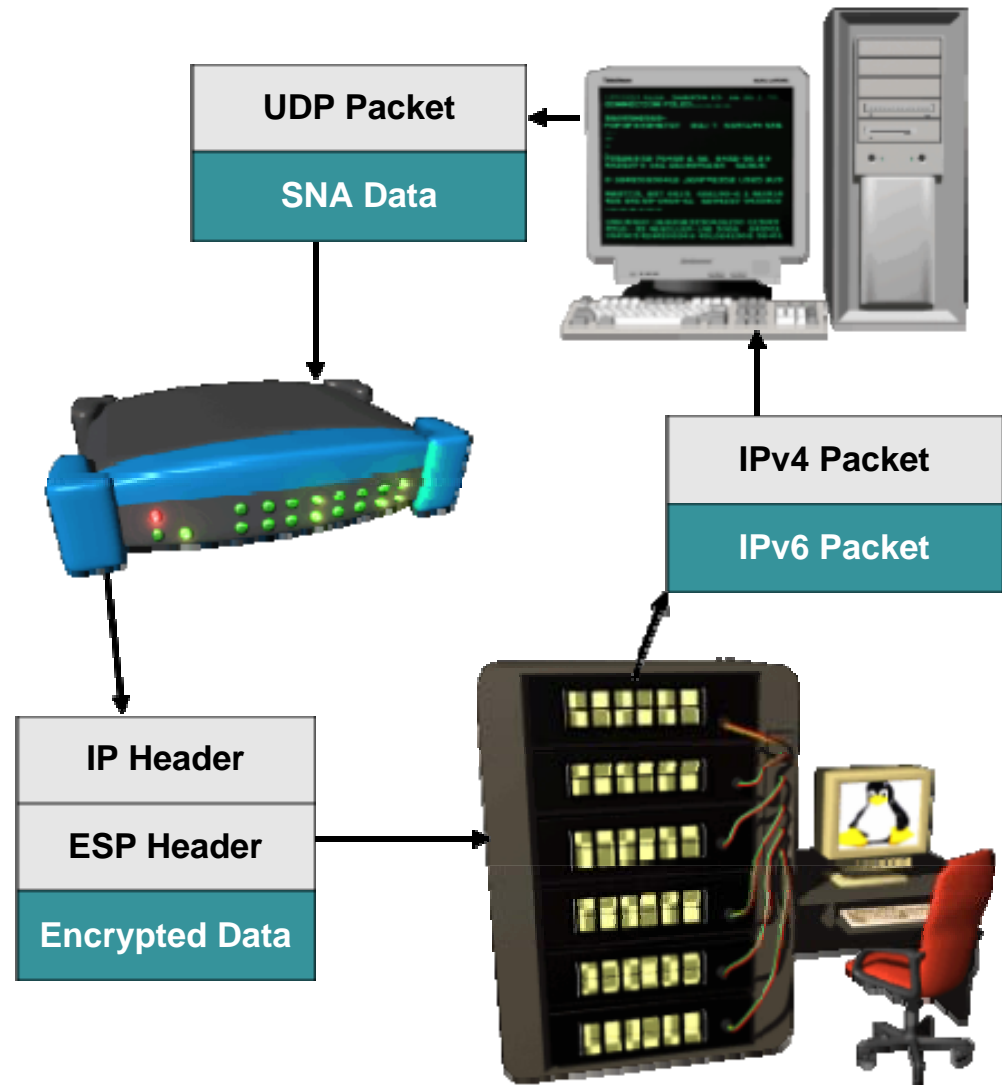 UDP Packet
SNA Data
IPv4 Packet
IPv6 Packet
IP Header
ESP Header
Encrypted Data